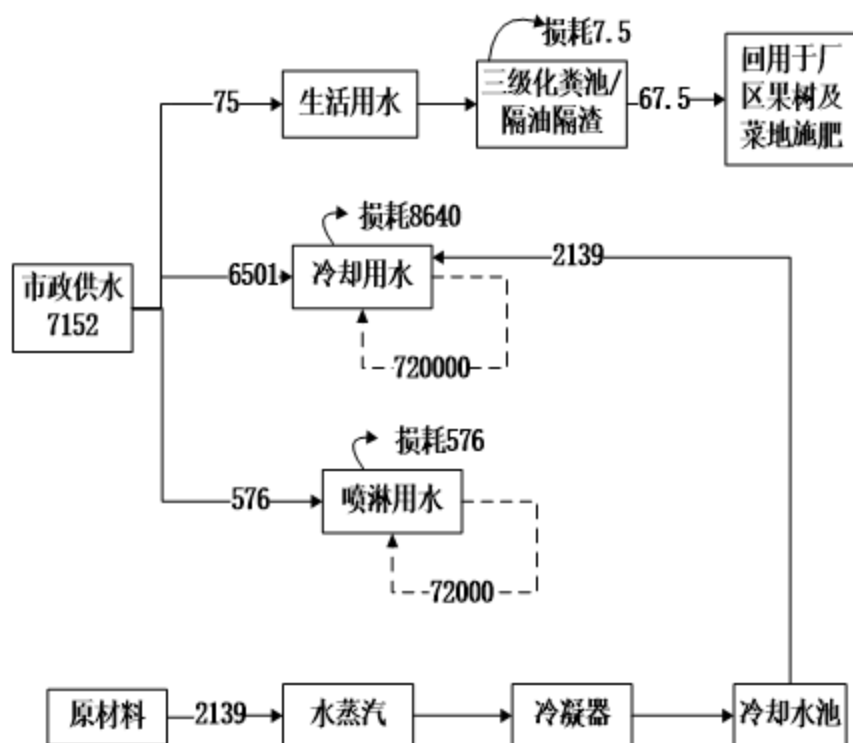 损耗7.5
75
生活用水
三级化粪池/
隔油隔渣
67.5
回用于厂
区果树及
菜地施肥
损耗8640
市政供水
7152
6501
冷却用水
2139
720000
损耗576
576
喷淋用水
72000
原材料
2139
水蒸汽
冷凝器
冷却水池